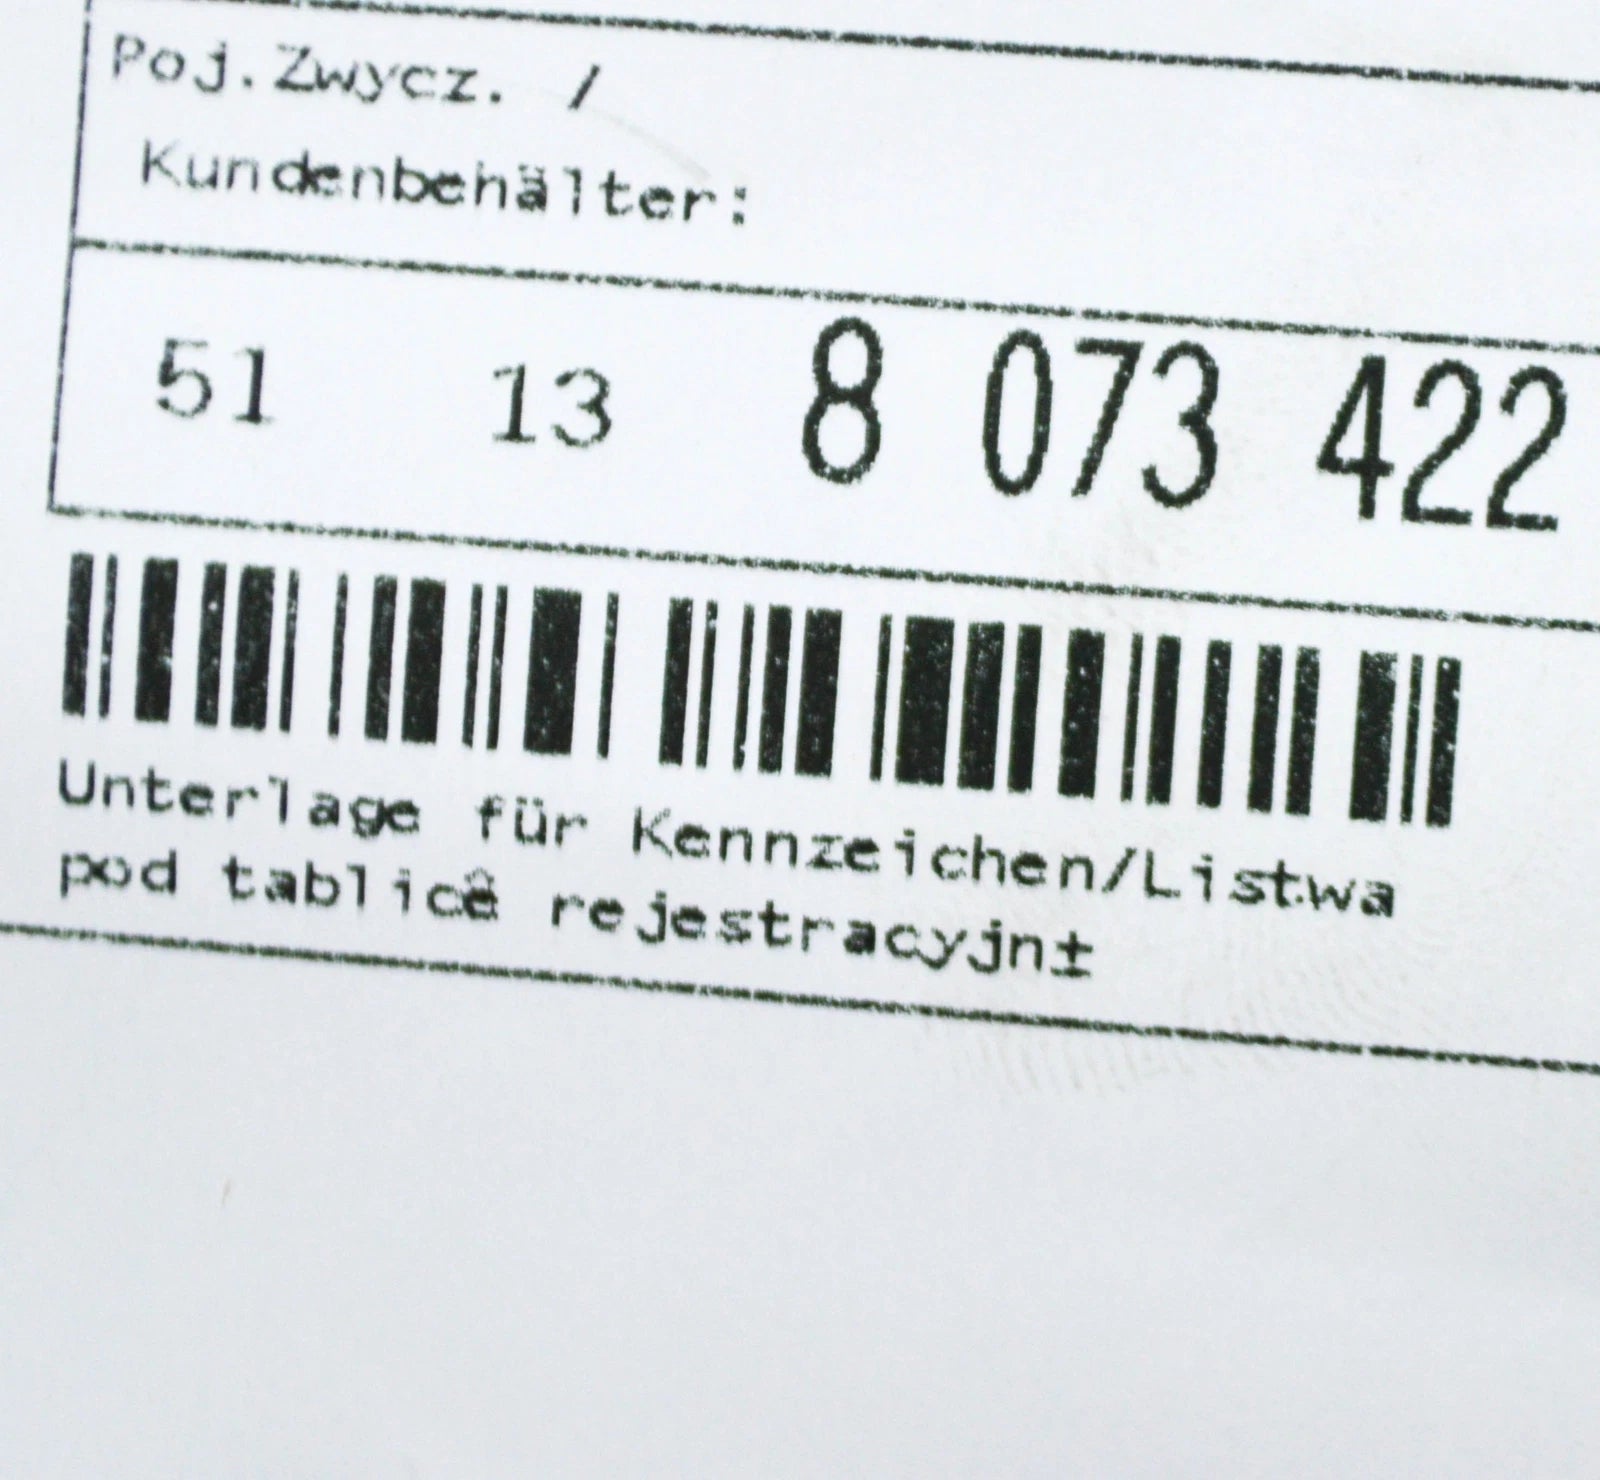 Poj.Zwycz. /
Kundenbehälter:
51 13 8 073 422
Unterlage für Kennzeichen/Listwa
pod tablicê rejestracyjn±